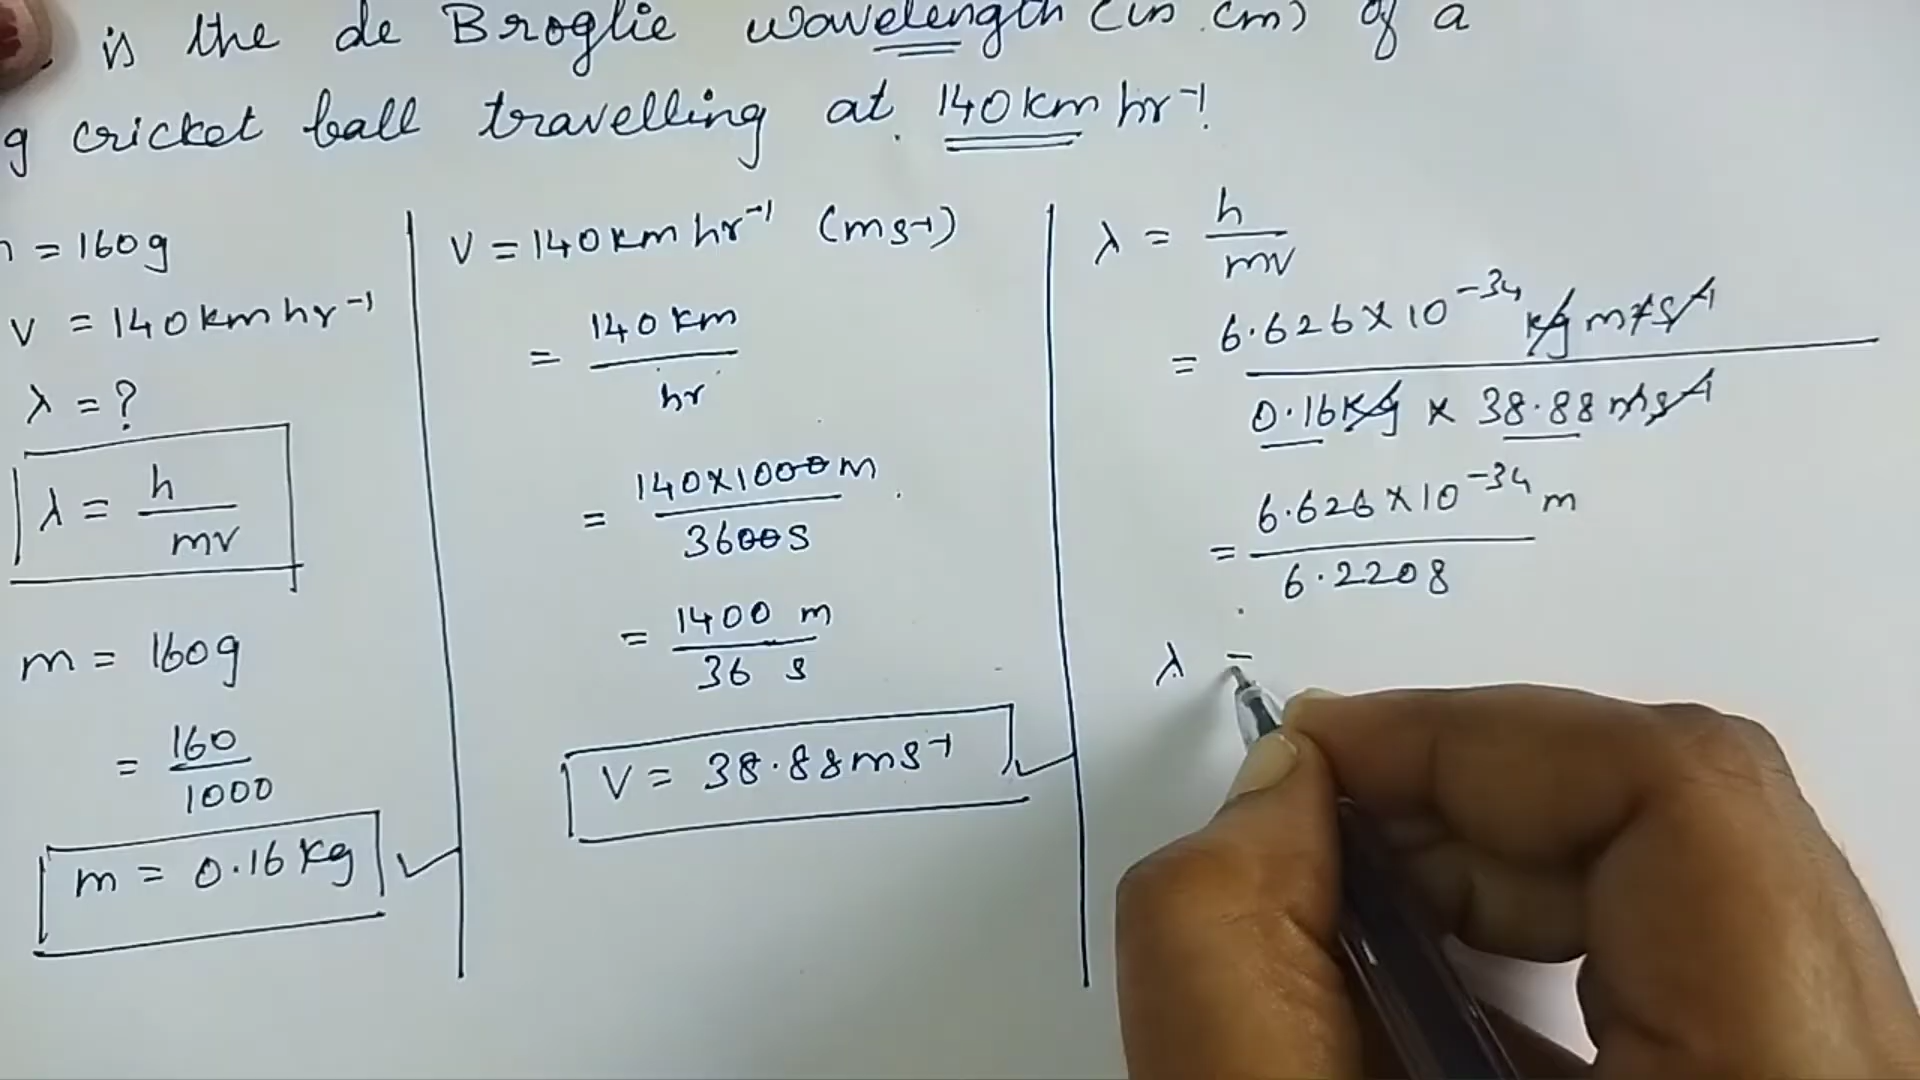 is the de Broglie wavelength (in cm) of a
g cricket ball travelling at 140 km hr⁻¹.
= 160g
v = 140 km hr⁻¹
λ = ?
λ = h/mv
m = 160g
= 160/1000
m = 0.16 kg
v = 140 km hr⁻¹ (ms⁻¹)
= 140 km/hr
= 140×1000 m/3600 s
= 1400 m/36 s
V = 38.88 ms⁻¹
λ = h/mv
= 6.626 × 10⁻³⁴ kg m² s⁻¹/0.16 kg × 38.88 m s⁻¹
= 6.626 × 10⁻³⁴ m/6.2208
λ =